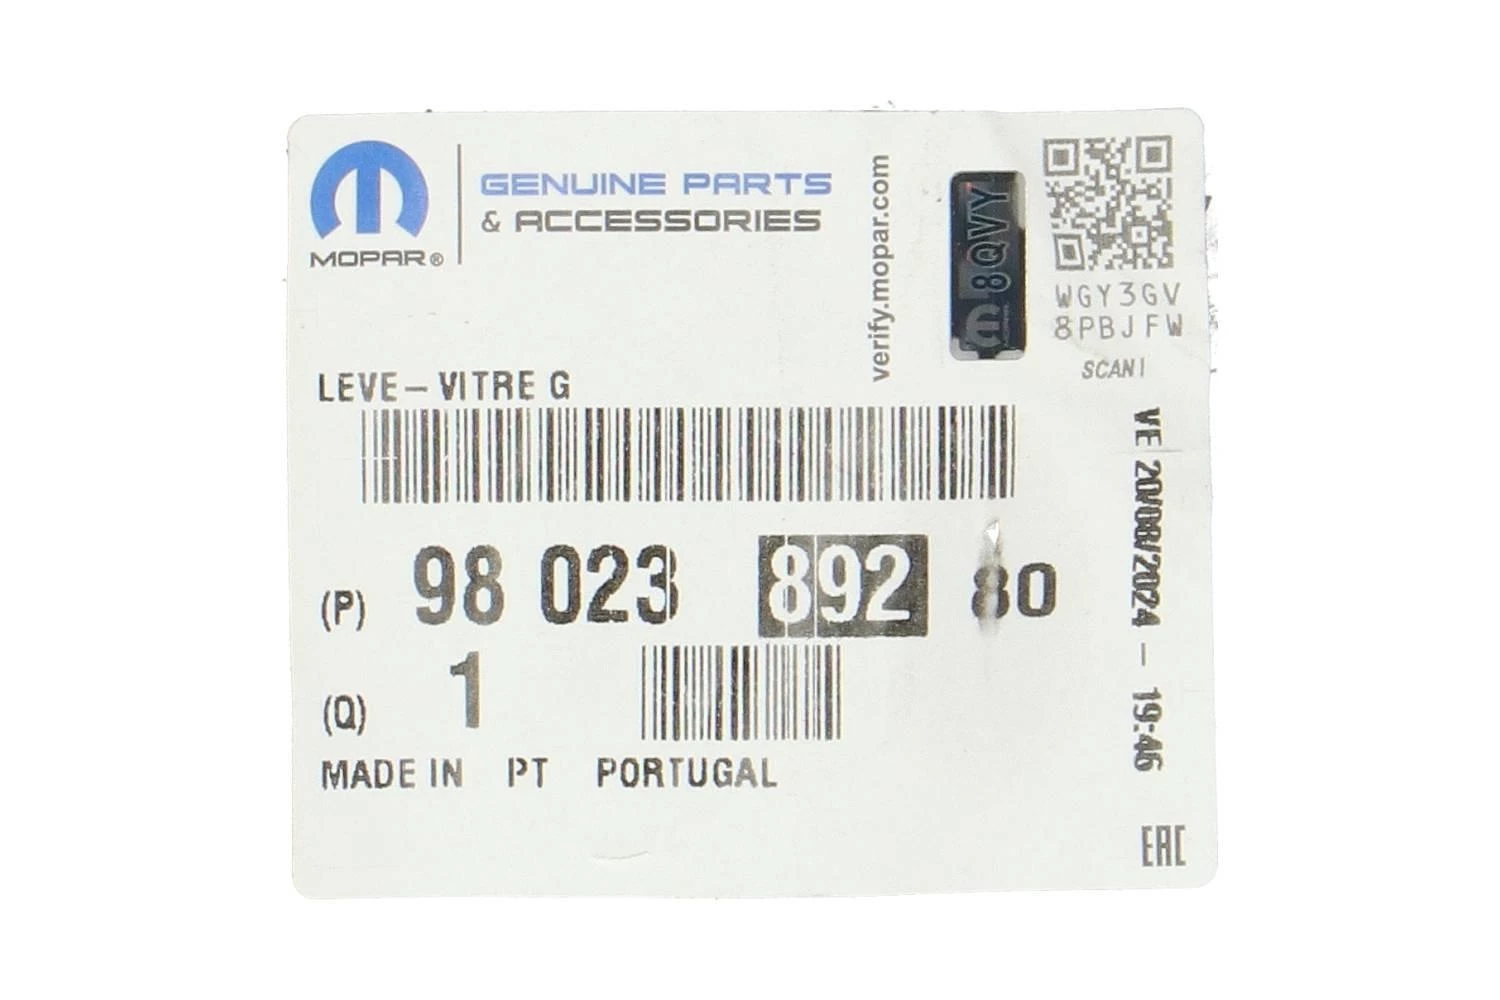 MOPAR®
GENUINE PARTS
& ACCESSORIES
verify.mopar.com
8QVY
WGY3GV
8PBJFW
SCAN!
LEVE-VITRE G
(P) 98 023 892 80
(Q) 1
MADE IN PT PORTUGAL
VE 20/08/2024 - 19:46
EAC